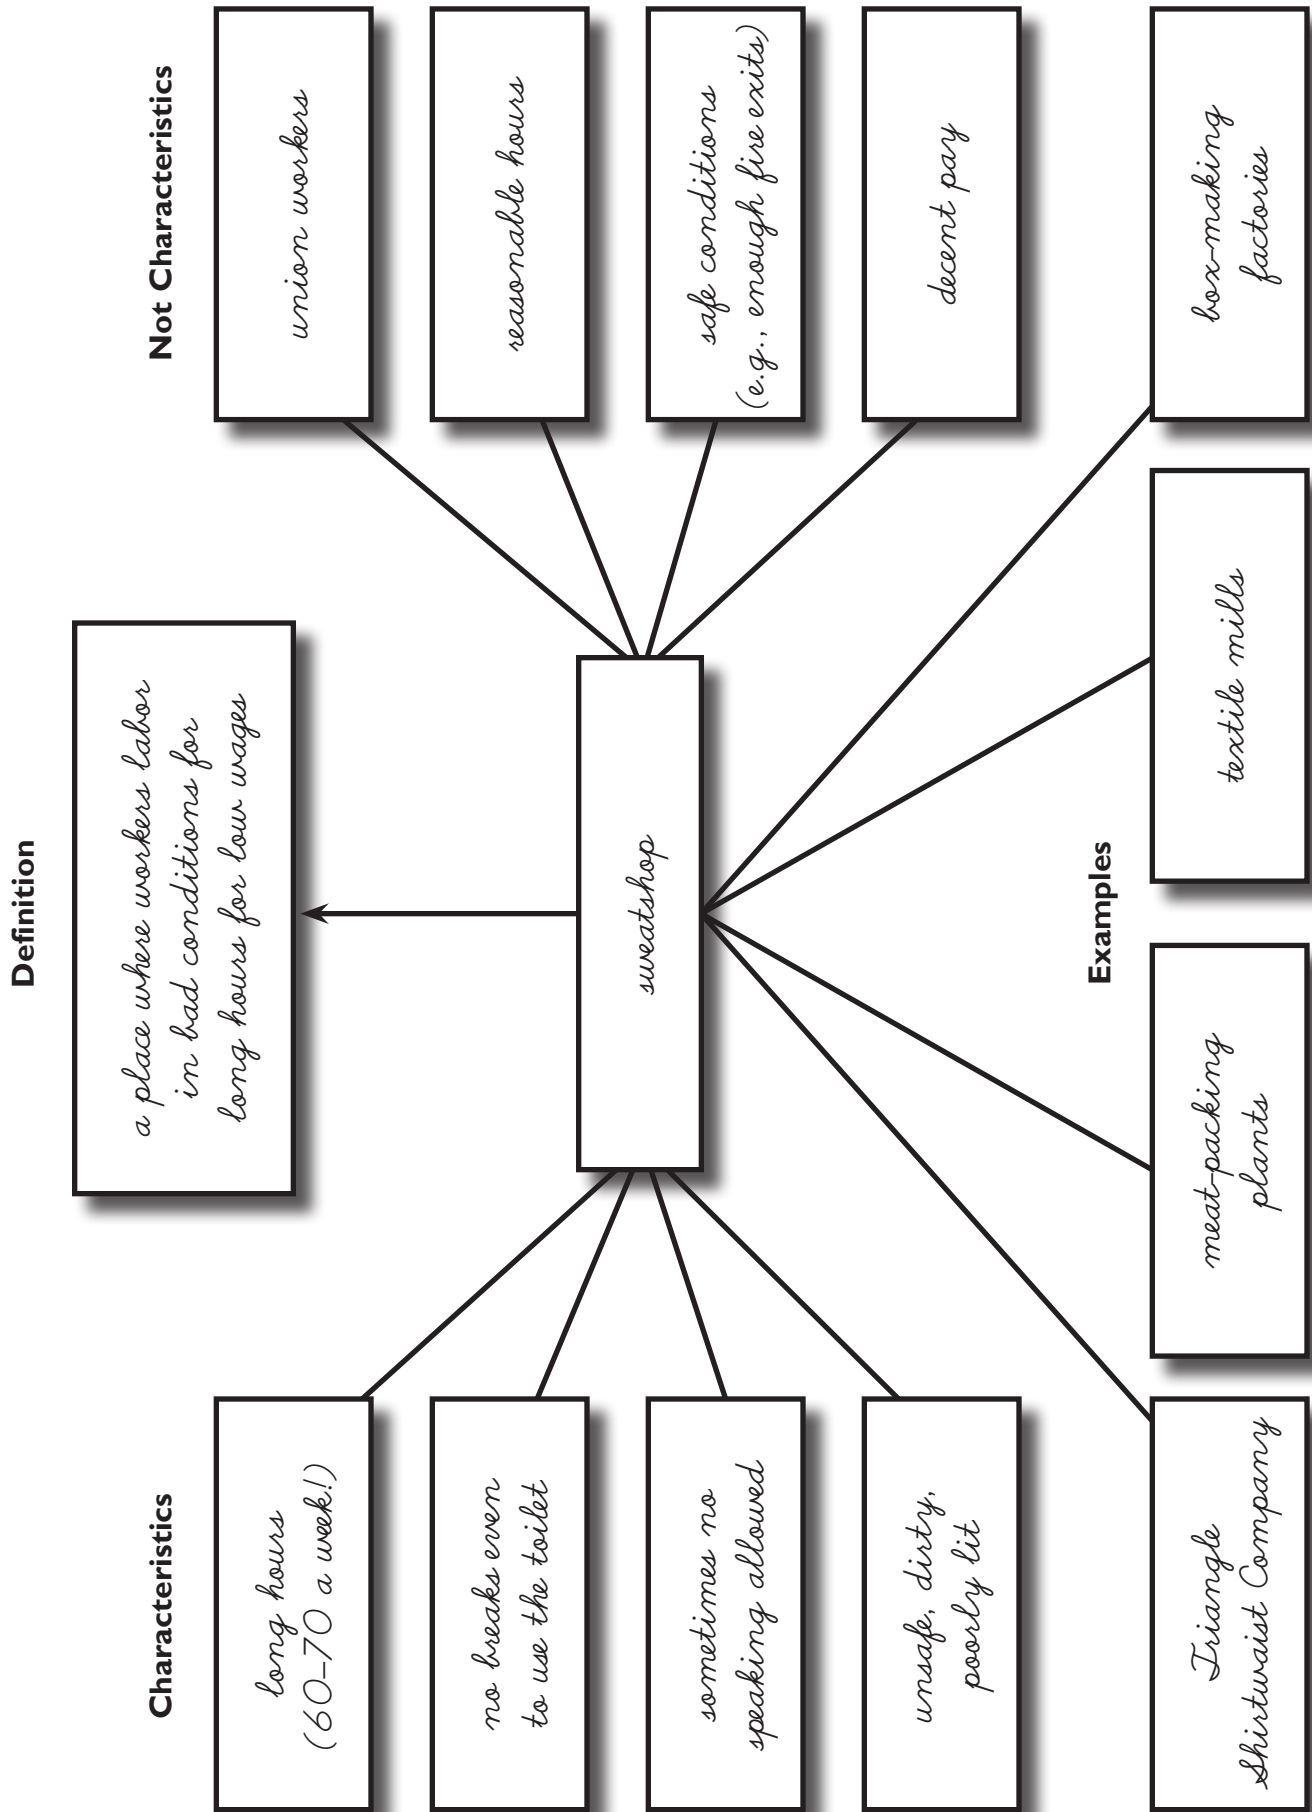 Definition
a place where workers labor
in bad conditions for
long hours for low wages
Characteristics
long hours
(60–70 a week!)
no breaks even
to use the toilet
sometimes no
speaking allowed
unsafe, dirty,
poorly lit
sweatshop
Not Characteristics
union workers
reasonable hours
safe conditions
(e.g., enough fire exits)
decent pay
Examples
Triangle
Shirtwaist Company
meat-packing
plants
textile mills
box-making
factories